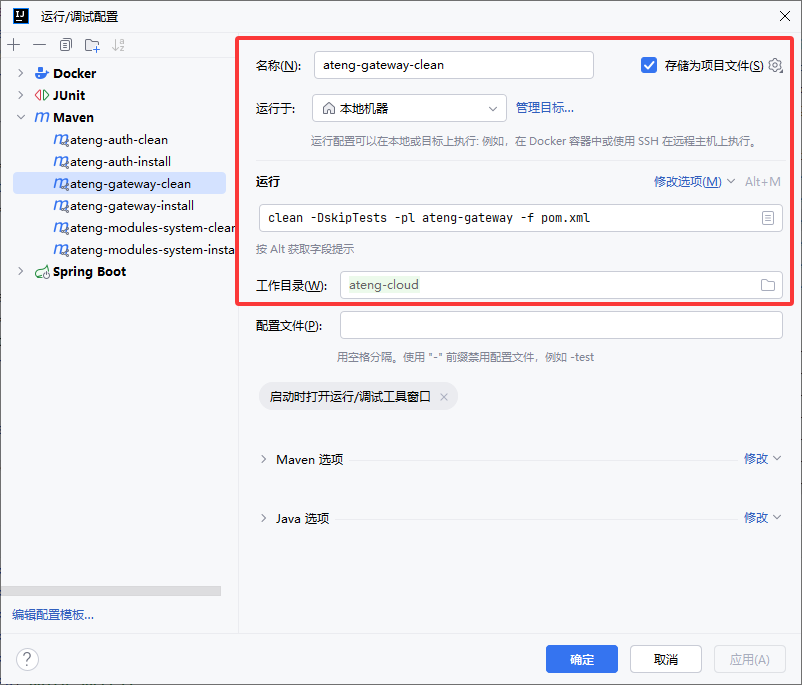 运行/调试配置
Docker
JUnit
Maven
ateng-auth-clean
ateng-auth-install
ateng-gateway-clean
ateng-gateway-install
ateng-modules-system-clean
ateng-modules-system-insta
Spring Boot
编辑配置模板...
名称(N):
ateng-gateway-clean
存储为项目文件(S)
运行于:
本地机器
管理目标...
运行配置可以在本地或目标上执行: 例如，在 Docker 容器中或使用 SSH 在远程主机上执行。
运行
修改选项(M)
Alt+M
clean -DskipTests -pl ateng-gateway -f pom.xml
按 Alt 获取字段提示
工作目录(W):
ateng-cloud
配置文件(P):
用空格分隔。使用 "-" 前缀禁用配置文件，例如 -test
启动时打开运行/调试工具窗口
Maven 选项
修改
Java 选项
修改
?
确定
取消
应用(A)